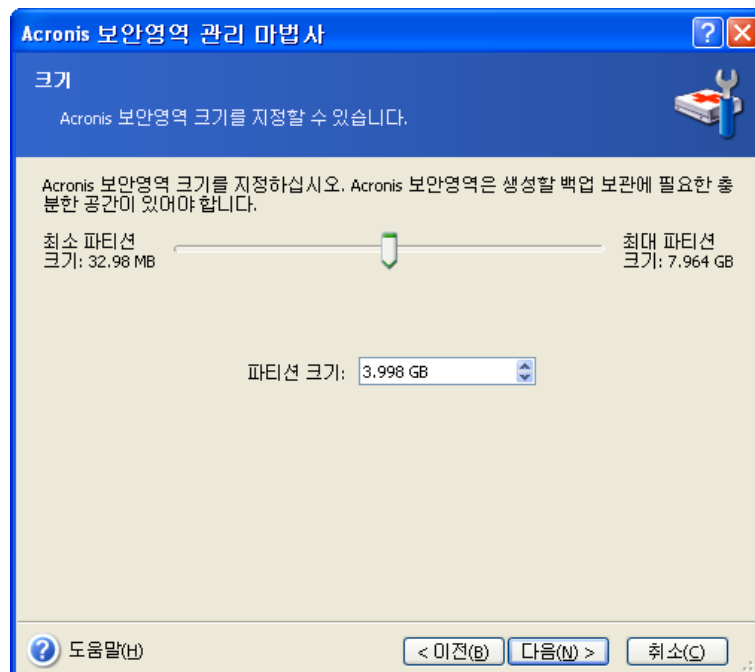 Acronis 보안영역 관리 마법사
크기
Acronis 보안영역 크기를 지정할 수 있습니다.
Acronis 보안영역 크기를 지정하십시오. Acronis 보안영역은 생성할 백업 보관에 필요한 충
분한 공간이 있어야 합니다.
최소 파티션
크기: 32.98 MB
최대 파티션
크기: 7.964 GB
파티션 크기: 3.998 GB
도움말(H)
< 이전(B)
다음(N) >
취소(C)